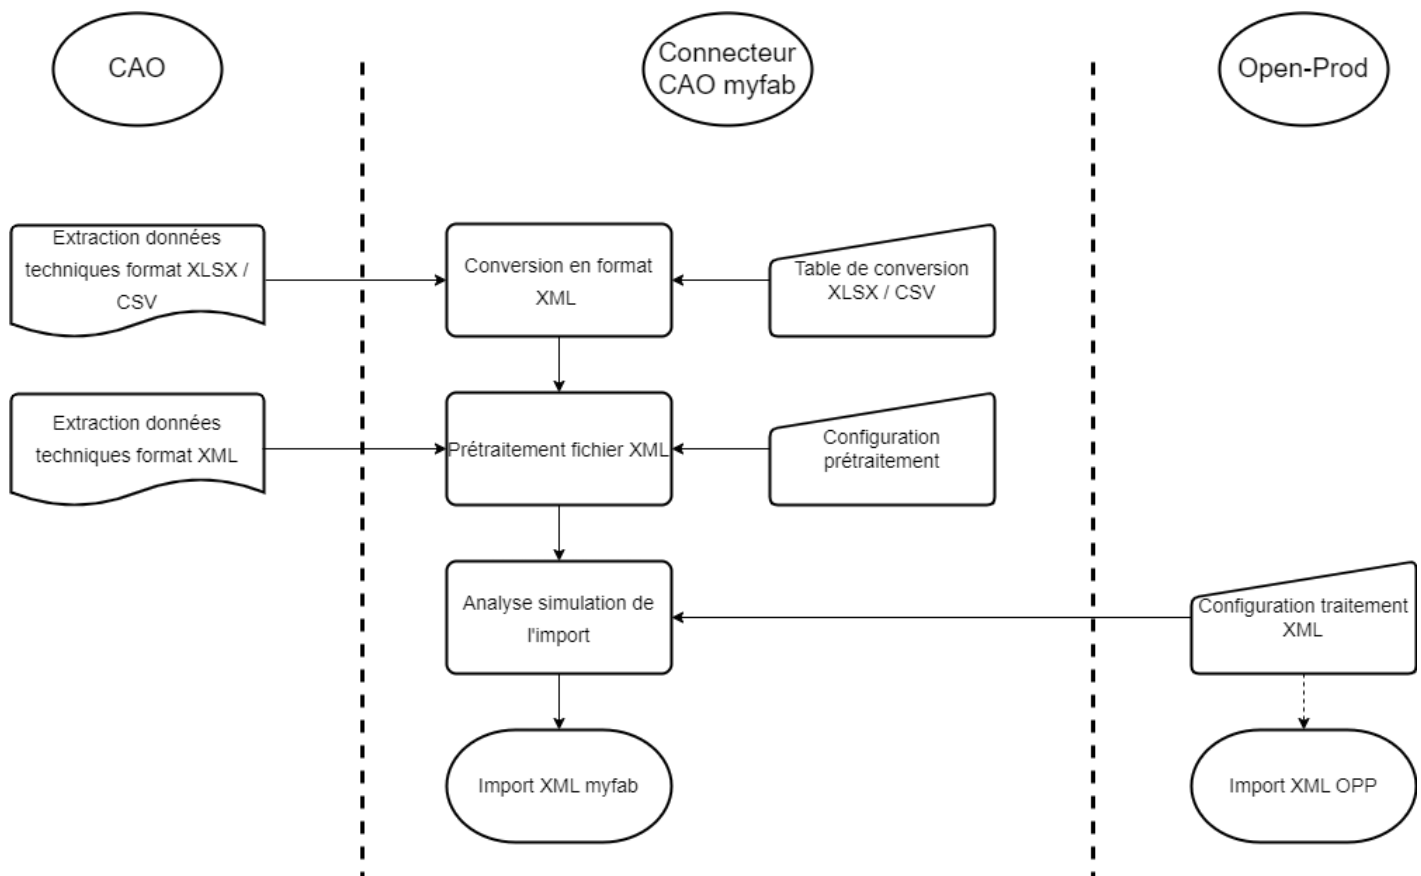 CAO
Connecteur
CAO myfab
Open-Prod
Extraction données
techniques format XLSX /
CSV
Conversion en format
XML
Table de conversion
XLSX / CSV
Extraction données
techniques format XML
Prétraitement fichier XML
Configuration
prétraitement
Analyse simulation de
l'import
Configuration traitement
XML
Import XML myfab
Import XML OPP